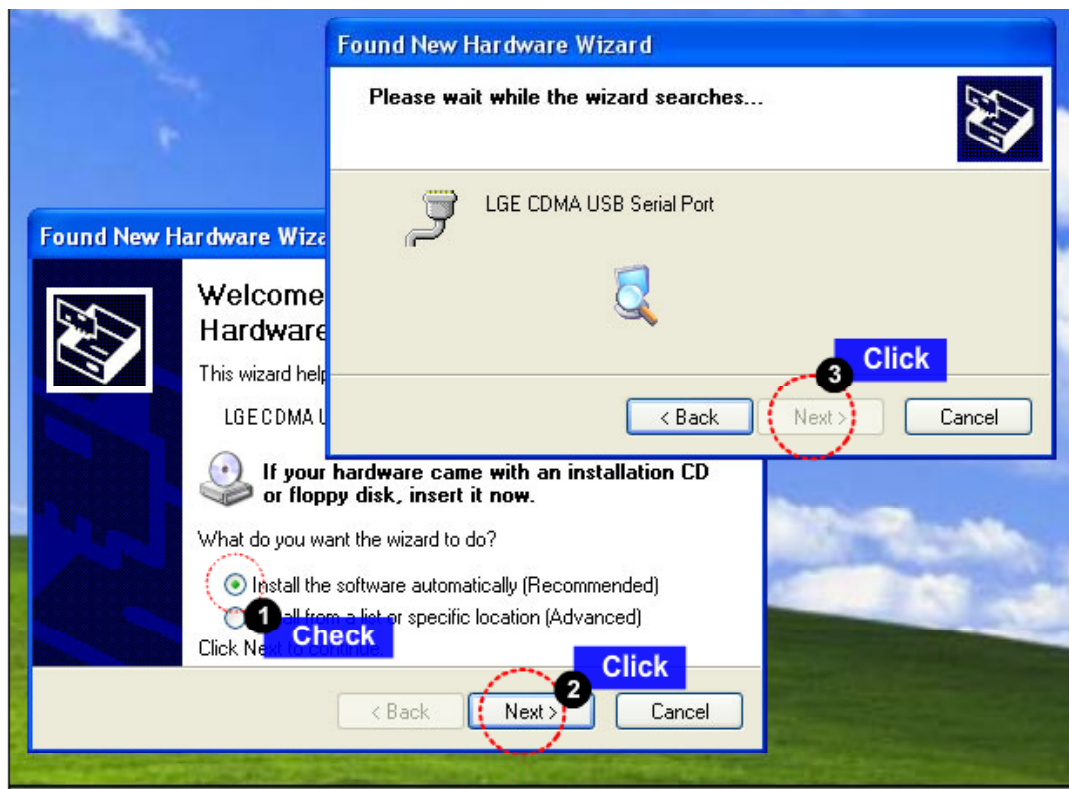 Found New Hardware Wizard
Please wait while the wizard searches...
LGE CDMA USB Serial Port
3
Click
< Back
Next >
Cancel
Found New Hardware Wiza
Welcome
Hardware
This wizard help
LGE CDMA U
If your hardware came with an installation CD
or floppy disk, insert it now.
What do you want the wizard to do?
Install the software automatically (Recommended)
1
all from a list or specific location (Advanced)
Check
Click Next to continue.
2
Click
< Back
Next >
Cancel